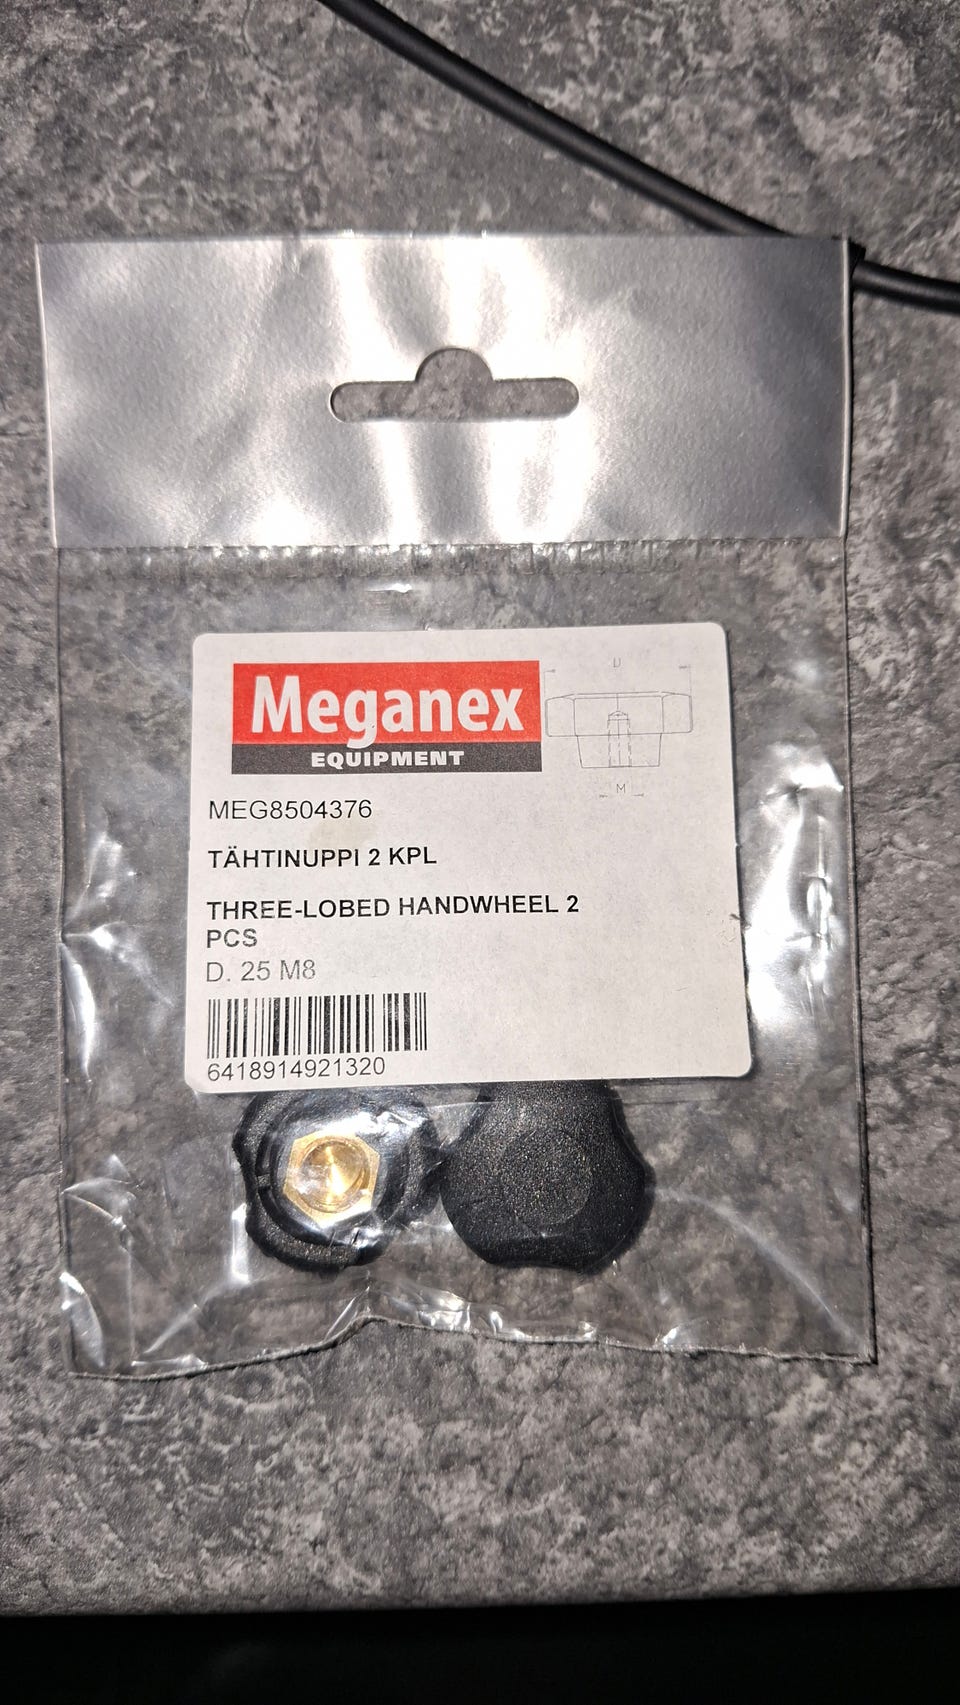 Meganex
EQUIPMENT
D
M
MEG8504376
TÄHTINUPPI 2 KPL
THREE-LOBED HANDWHEEL 2
PCS
D. 25 M8
6418914921320